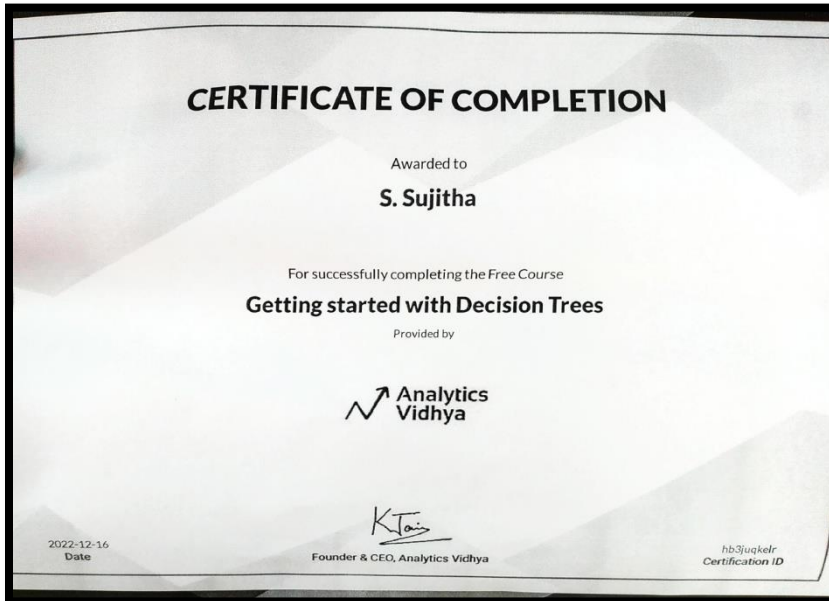 CERTIFICATE OF COMPLETION
Awarded to
S. Sujitha
For successfully completing the Free Course
Getting started with Decision Trees
Provided by
Analytics
Vidhya
K Jain
2022-12-16
Date
Founder & CEO, Analytics Vidhya
hb3juqkelr
Certification ID